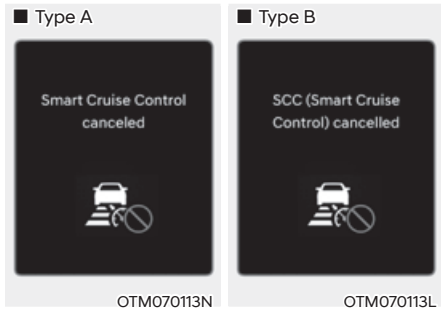 ■ Type A
Smart Cruise Control
canceled
OTM070113N
■ Type B
SCC (Smart Cruise
Control) cancelled
OTM070113L